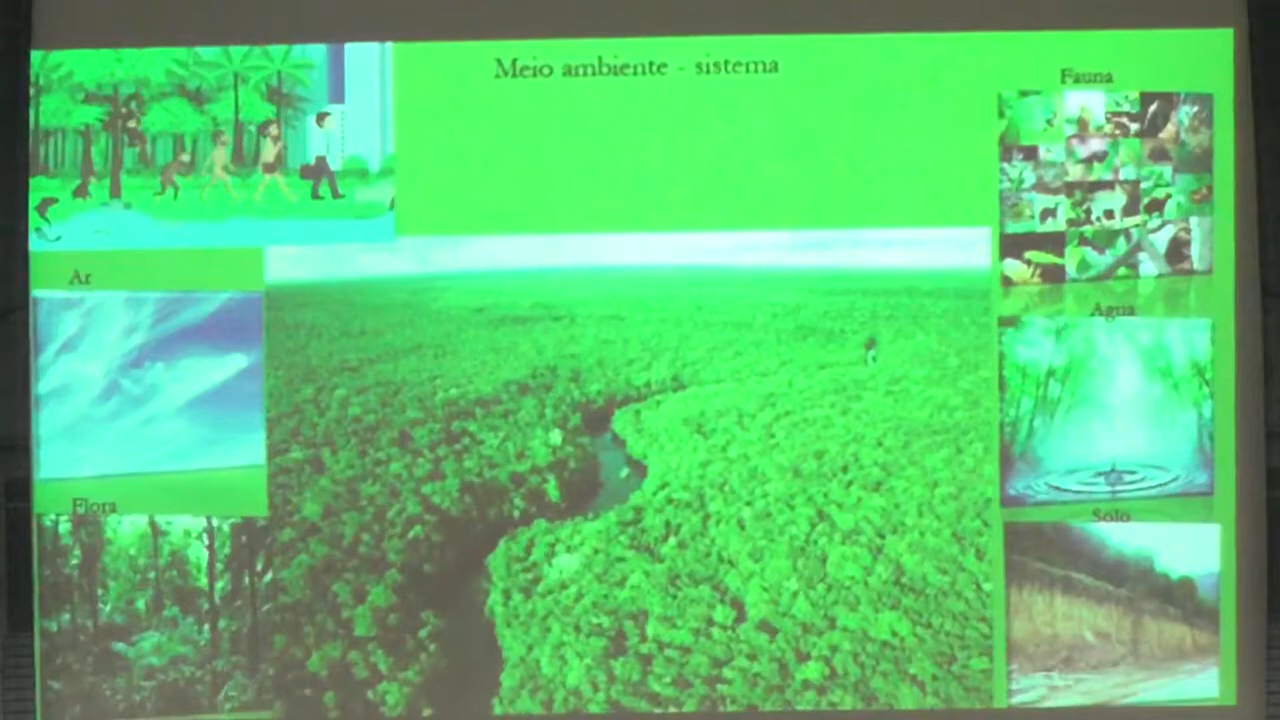 Meio ambiente - sistema
Fauna
Ar
Agua
Flora
Solo